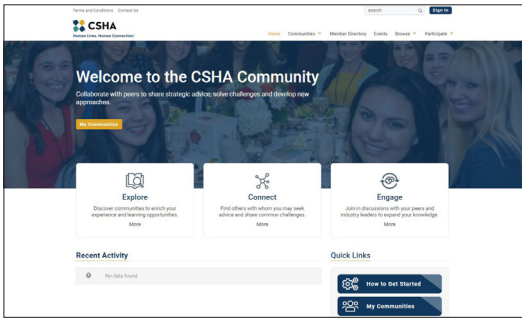 Terms and Conditions Contact Us
search
Sign In
CSHA
Human Lives. Human Connection!
Home Communities Member Directory Events Browse Participate
Welcome to the CSHA Community
Collaborate with peers to share strategic advice, solve challenges and develop new
approaches.
My Communities
Explore
Discover communities to enrich your
experience and learning opportunities.
More
Connect
Find others with whom you may seek
advice and share common challenges.
More
Engage
Join in discussions with your peers and
industry leaders to expand your knowledge.
More
Recent Activity
No data found
Quick Links
How to Get Started
My Communities